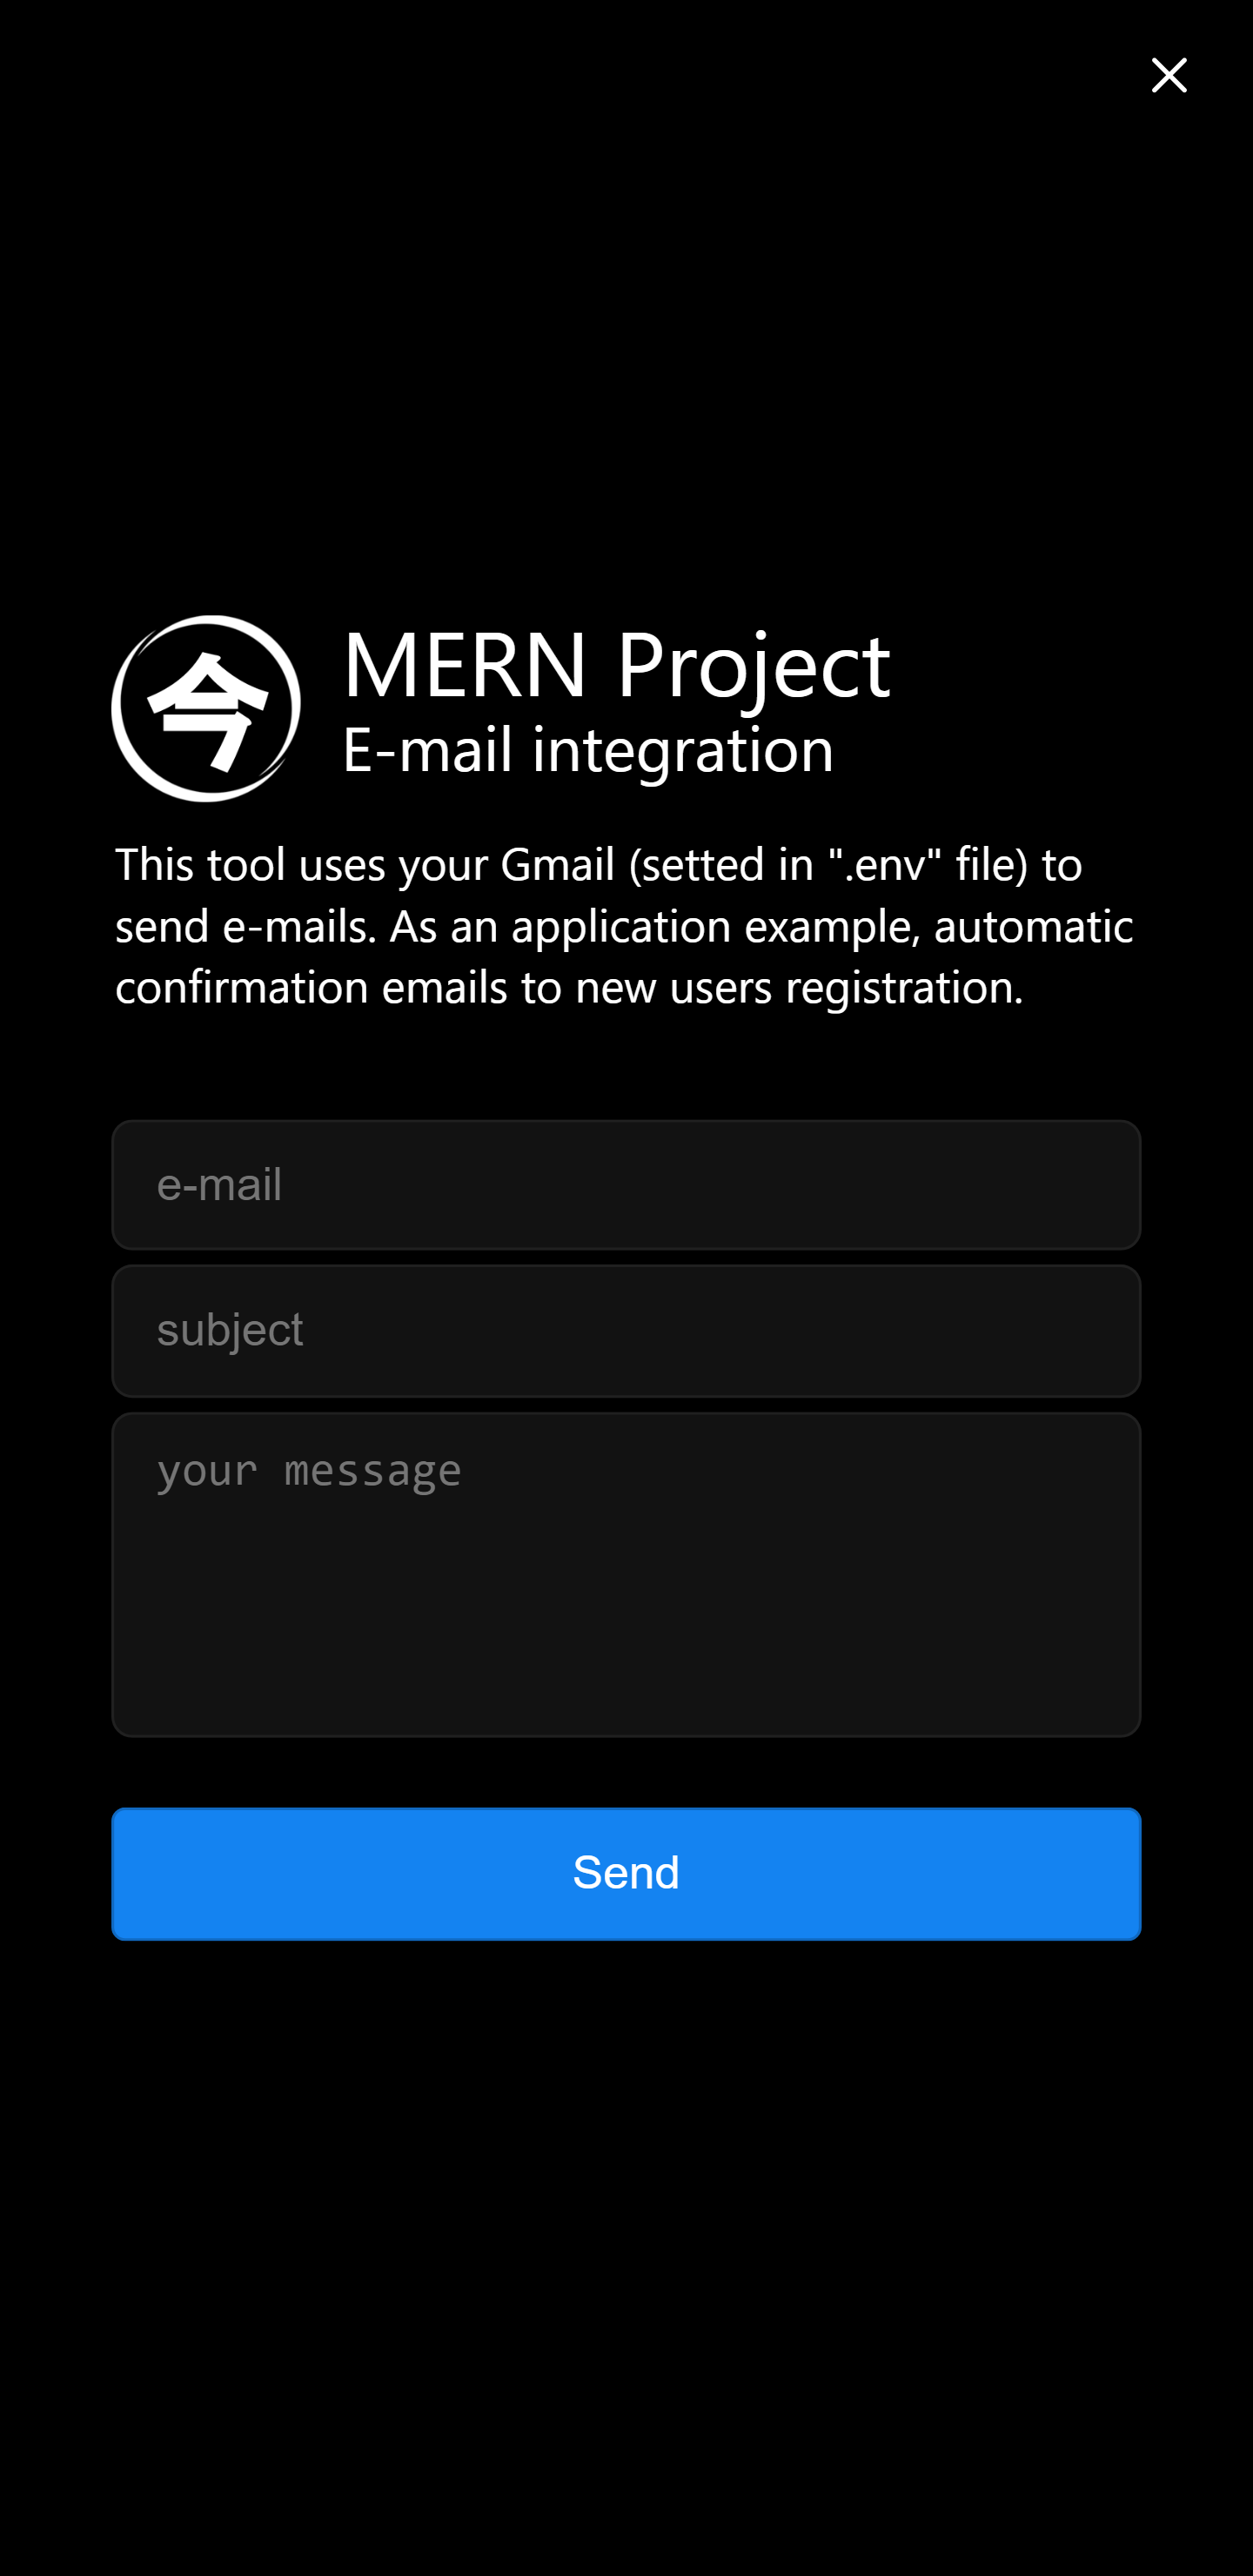 今
MERN Project
E-mail integration
This tool uses your Gmail (setted in ".env" file) to
send e-mails. As an application example, automatic
confirmation emails to new users registration.
e-mail
subject
your message
Send